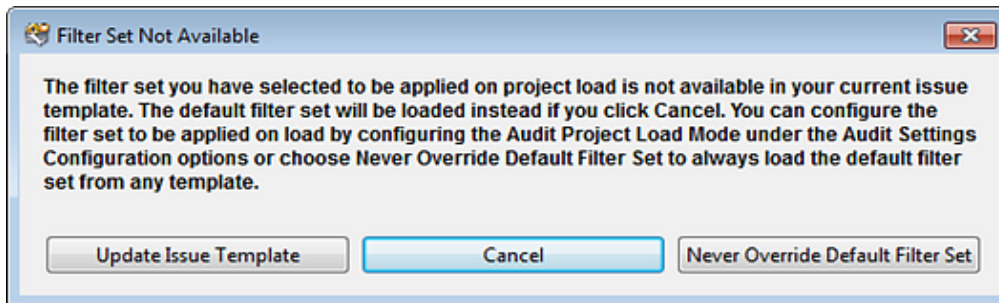 Filter Set Not Available
The filter set you have selected to be applied on project load is not available in your current issue
template. The default filter set will be loaded instead if you click Cancel. You can configure the
filter set to be applied on load by configuring the Audit Project Load Mode under the Audit Settings
Configuration options or choose Never Override Default Filter Set to always load the default filter
set from any template.
Update Issue Template
Cancel
Never Override Default Filter Set